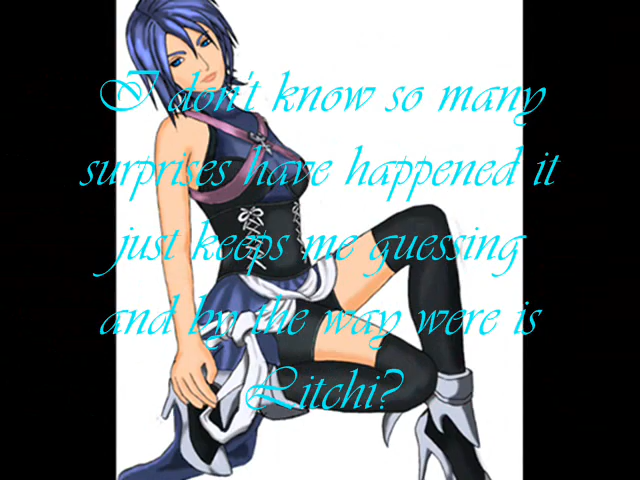 I don't know so many
surprises have happened it
just keeps me guessing
and by the way were is
Litchi?